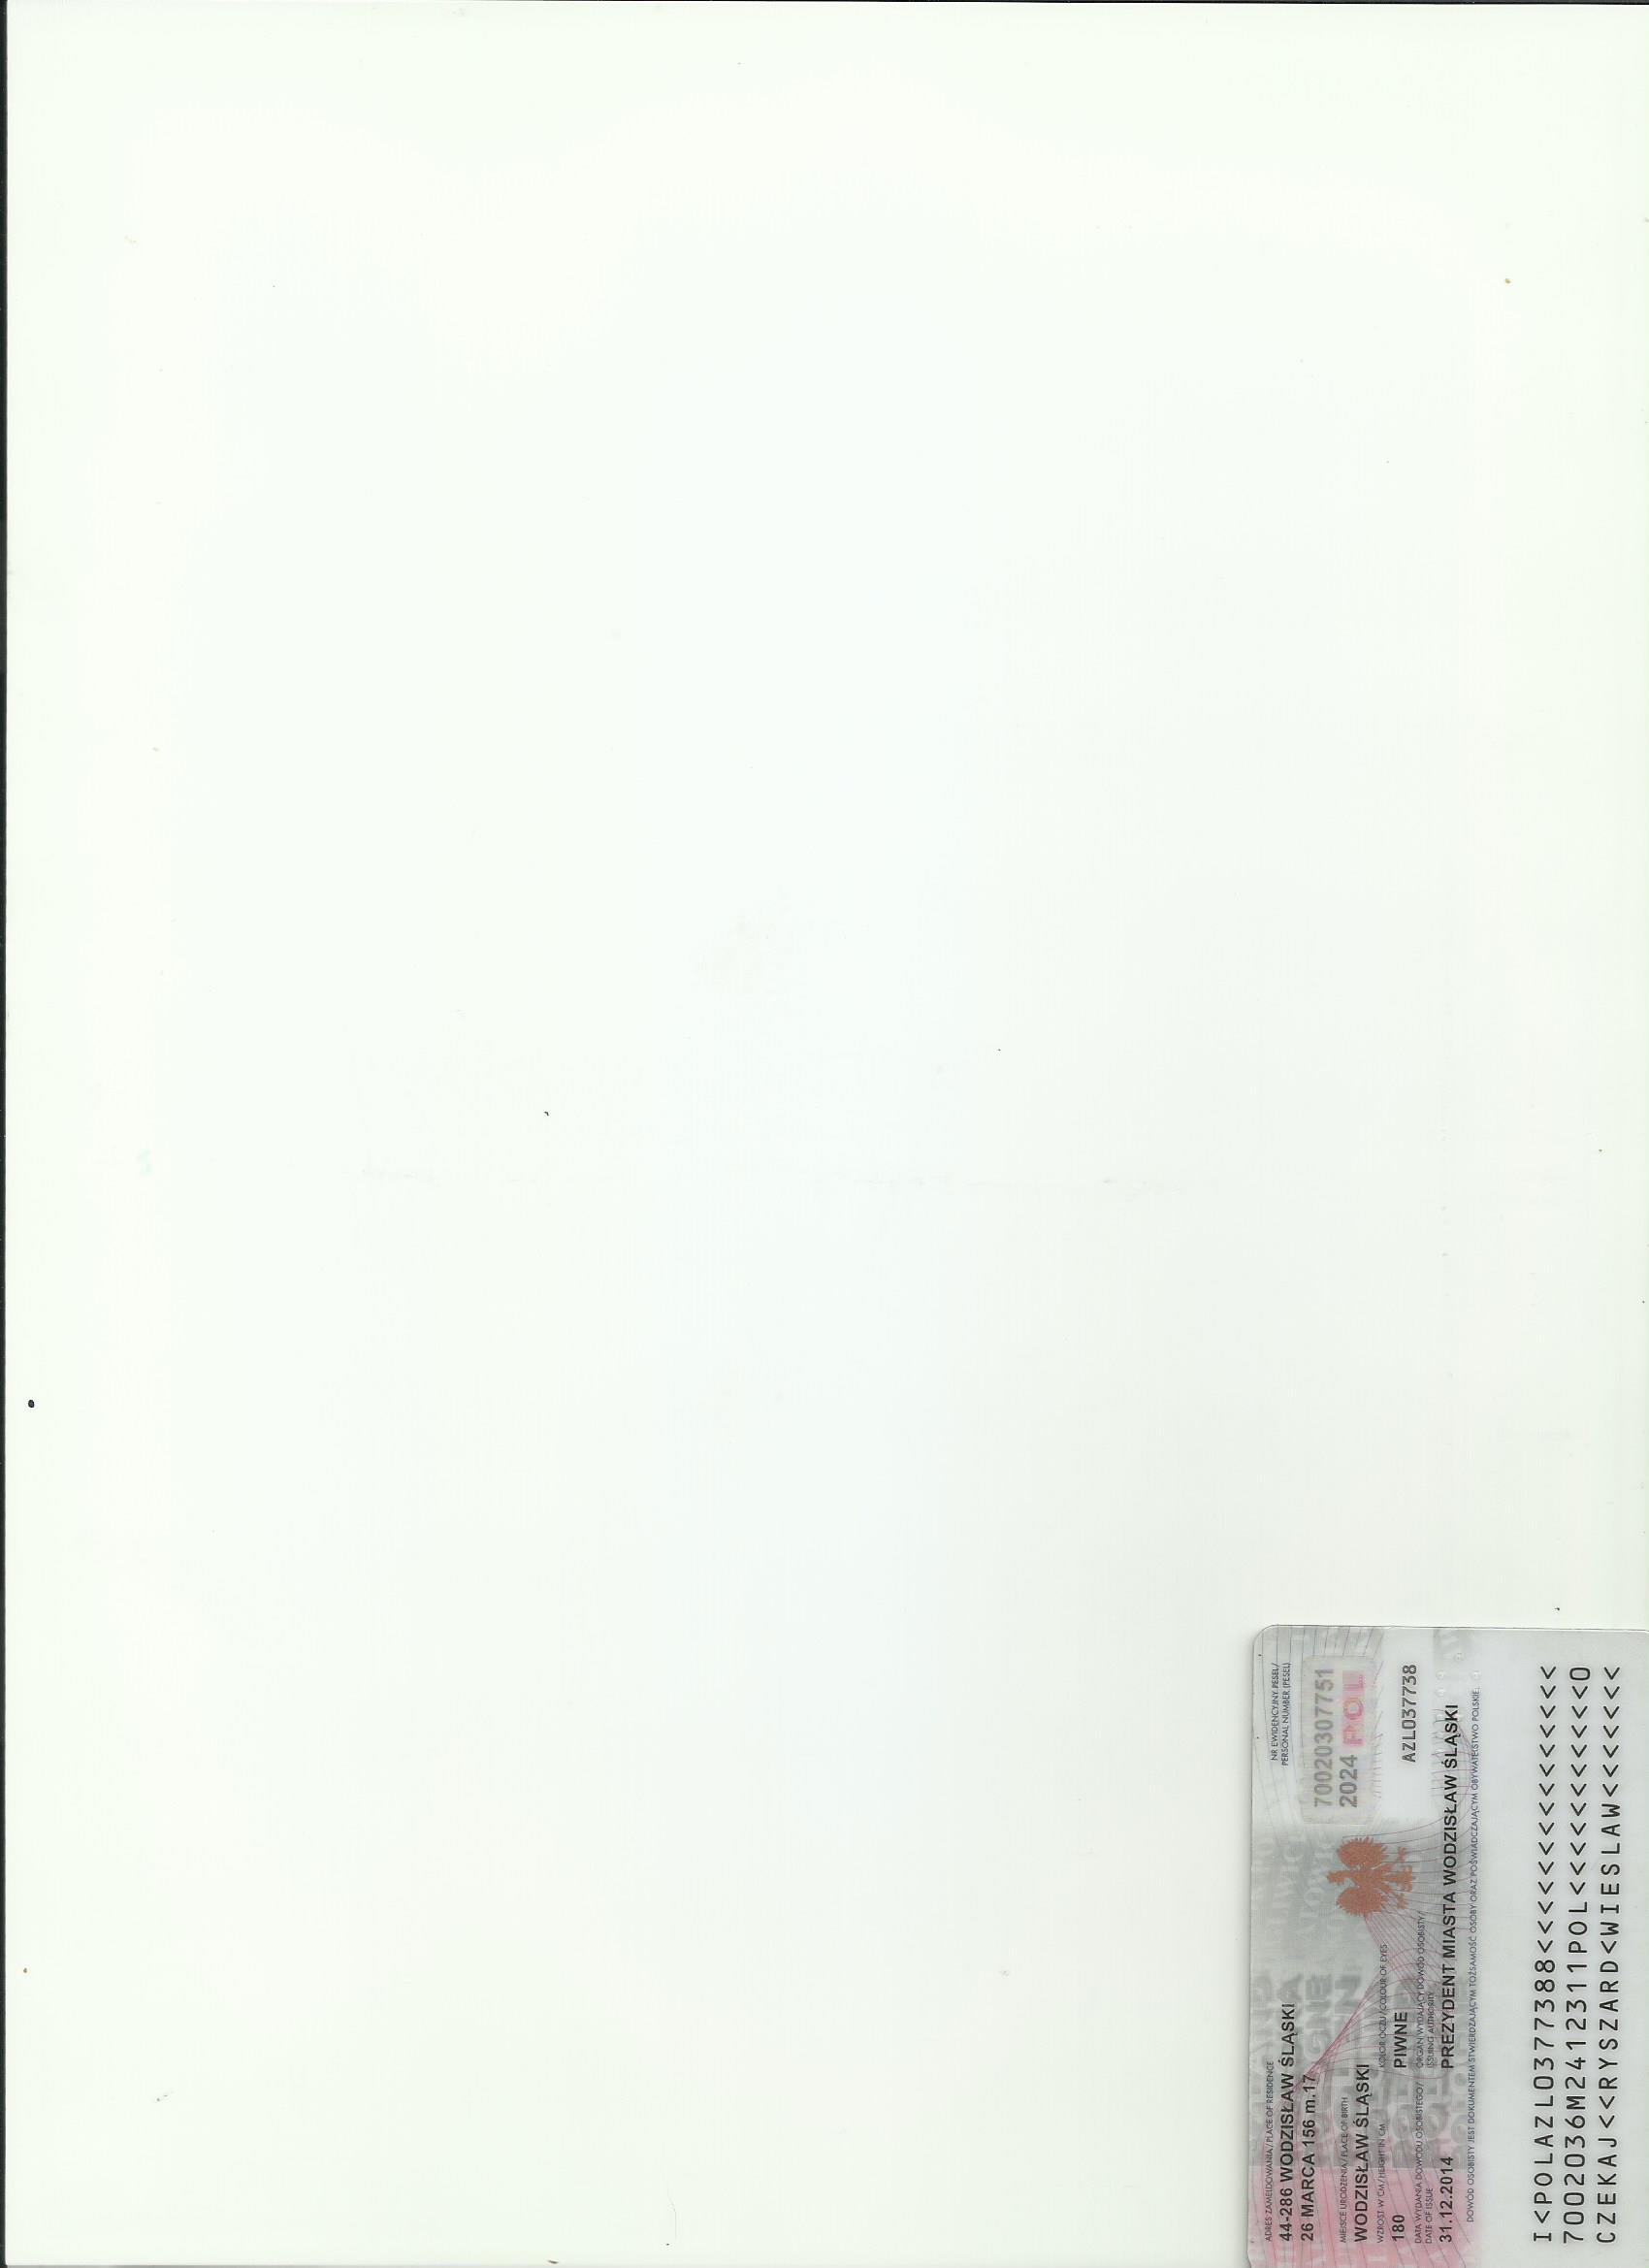 ADRES ZAMELDOWANIA/PLACE OF RESIDENCE
44-286 WODZISŁAW ŚLĄSKI
26 MARCA 156 m.17
NR EWIDENCYJNY PESEL/
PERSONAL NUMBER (PESEL)
70020307751
2024 POL
MIEJSCE URODZENIA/PLACE OF BIRTH
WODZISŁAW ŚLĄSKI
WZROST W CM/HEIGHT IN CM
KOLOR OCZU/COLOUR OF EYES
180
PIWNE
AZL037738
DATA WYDANIA DOWODU OSOBISTEGO/
DATE OF ISSUE
ORGAN WYDAJĄCY DOWÓD OSOBISTY/
ISSUING AUTHORITY
31.12.2014
PREZYDENT MIASTA WODZISŁAW ŚLĄSKI
DOWÓD OSOBISTY JEST DOKUMENTEM STWIERDZAJĄCYM TOŻSAMOŚĆ OSOBY ORAZ POŚWIADCZAJĄCYM OBYWATELSTWO POLSKIE
I<POLAZL0377388<<<<<<<<<<<<<<<
7002036M2412311POL<<<<<<<<<<<0
CZEKAJ<<RYSZARD<WIESLAW<<<<<<<